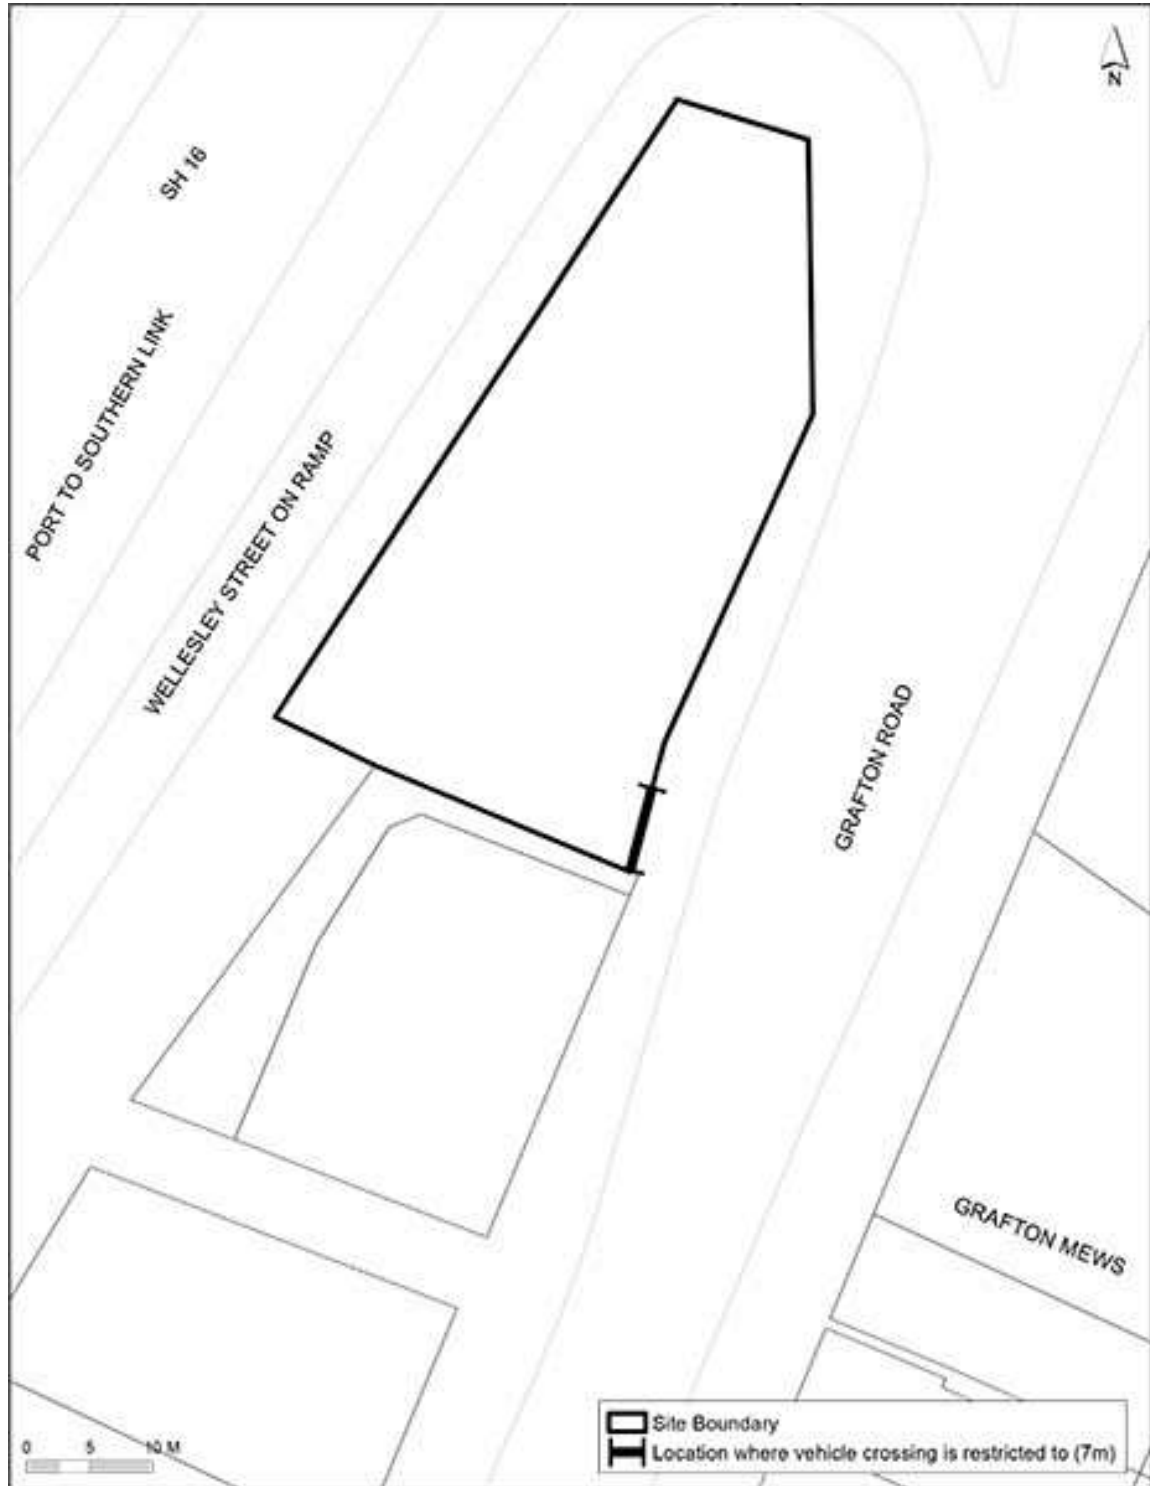 N
SH 16
PORT TO SOUTHERN LINK
WELLESLEY STREET ON RAMP
GRAFTON ROAD
GRAFTON MEWS
0 5 10 M
Site Boundary
Location where vehicle crossing is restricted to (7m)